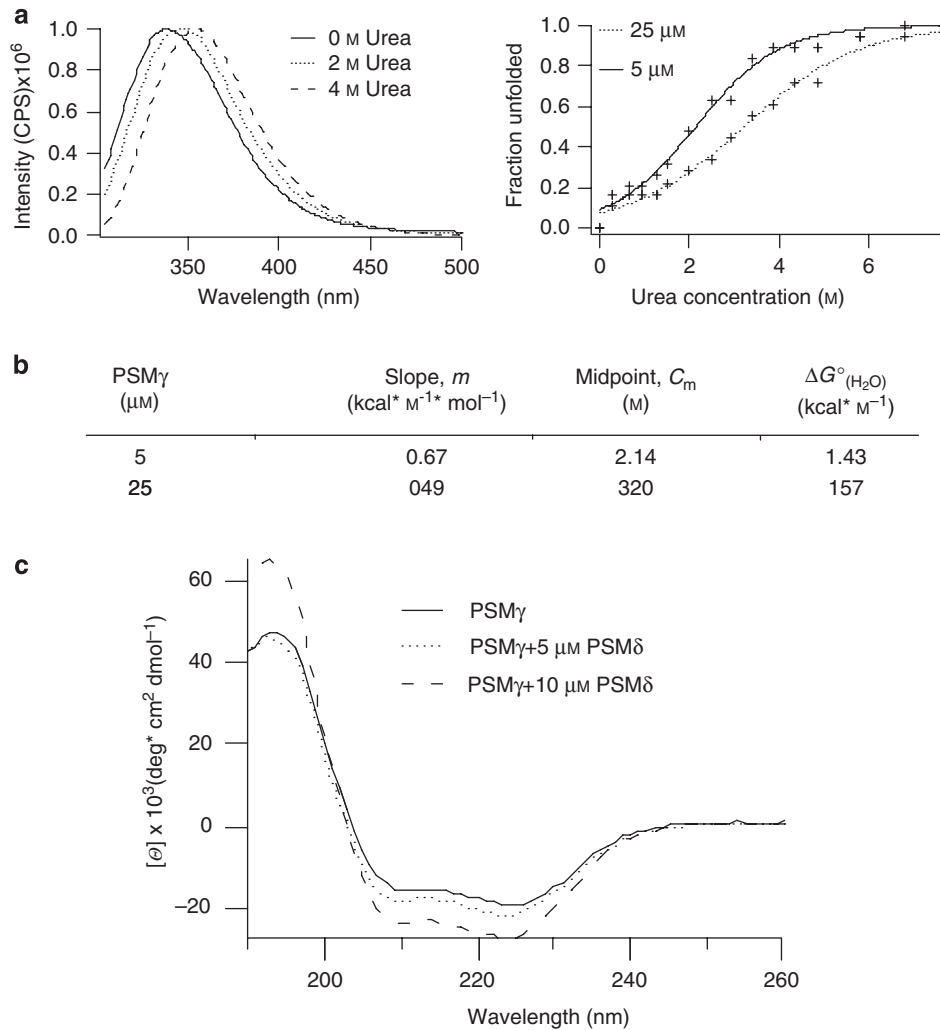 a
Intensity (CPS)x10⁶
1.0
0.8
0.6
0.4
0.2
0.0
0 M Urea
2 M Urea
4 M Urea
350
400
450
500
Wavelength (nm)
Fraction unfolded
1.0
0.8
0.6
0.4
0.2
0.0
25 μM
5 μM
0
2
4
6
Urea concentration (M)
b
PSMγ Slope, m Midpoint, Cm ΔG°(H₂O)
(μM) (kcal* M⁻¹* mol⁻¹) (M) (kcal* M⁻¹)
5 0.67 2.14 1.43
25 049 320 157
c
[Θ] x 10³(deg* cm² dmol⁻¹)
60
40
20
0
–20
PSMγ
PSMγ+5 μM PSMδ
PSMγ+10 μM PSMδ
200
220
240
260
Wavelength (nm)